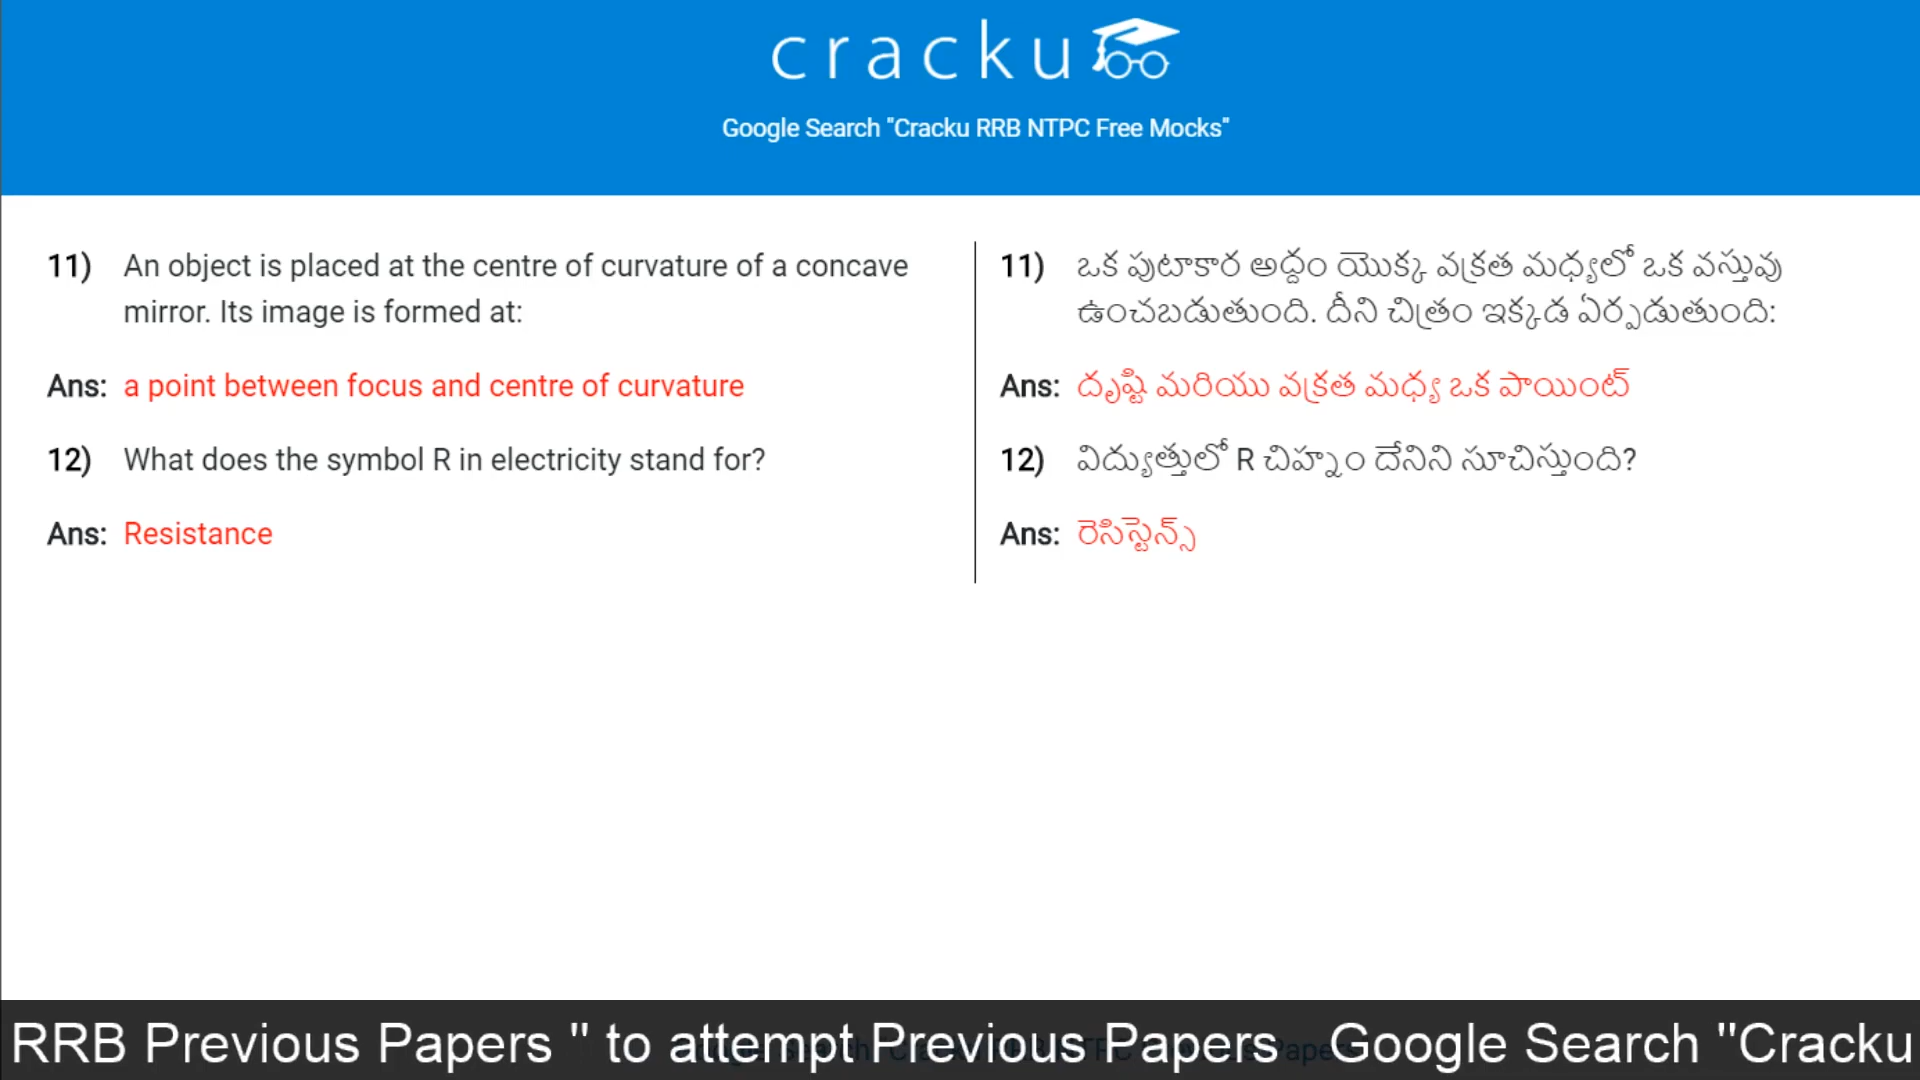 cracku
Google Search "Cracku RRB NTPC Free Mocks"
11) An object is placed at the centre of curvature of a concave
mirror. Its image is formed at:
Ans: a point between focus and centre of curvature
12) What does the symbol R in electricity stand for?
Ans: Resistance
11) ఒక పుటాకార అద్దం యొక్క వక్రత మధ్యలో ఒక వస్తువు
ఉంచబడుతుంది. దీని చిత్రం ఇక్కడ ఏర్పడుతుంది:
Ans: దృష్టి మరియు వక్రత మధ్య ఒక పాయింట్
12) విద్యుత్తులో R చిహ్నం దేనిని సూచిస్తుంది?
Ans: రెసిస్టెన్స్
RRB Previous Papers " to attempt Previous Papers   Google Search "Cracku